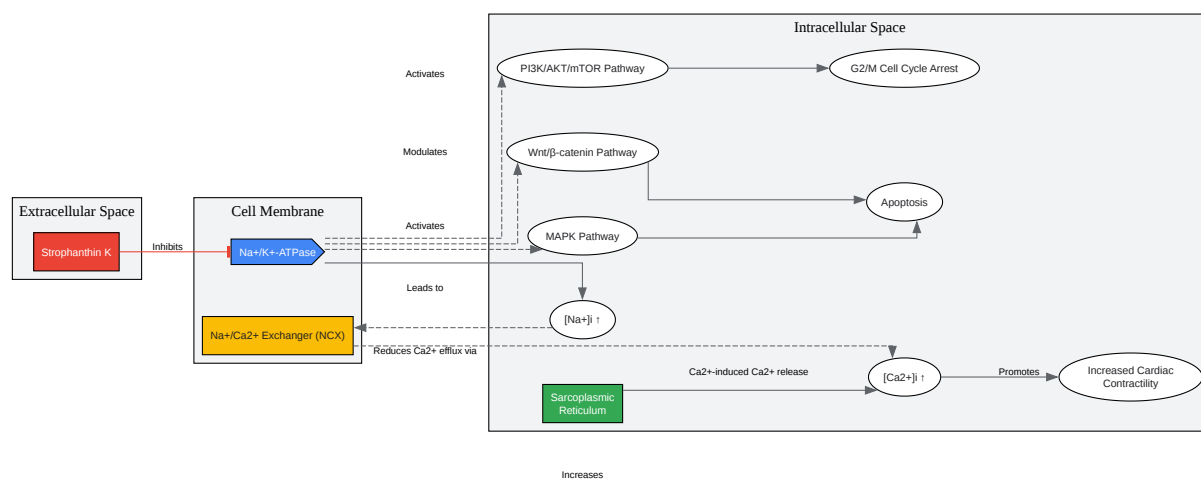 Intracellular Space
PI3K/AKT/mTOR Pathway
G2/M Cell Cycle Arrest
Activates
Wnt/β-catenin Pathway
Modulates
Extracellular Space
Cell Membrane
Apoptosis
Activates
MAPK Pathway
Strophanthin K
Inhibits
Na+/K+-ATPase
Leads to
[Na+]i ↑
Na+/Ca2+ Exchanger (NCX)
Reduces Ca2+ efflux via
Ca2+-induced Ca2+ release
[Ca2+]i ↑
Promotes
Increased Cardiac
Contractility
Sarcoplasmic
Reticulum
Increases